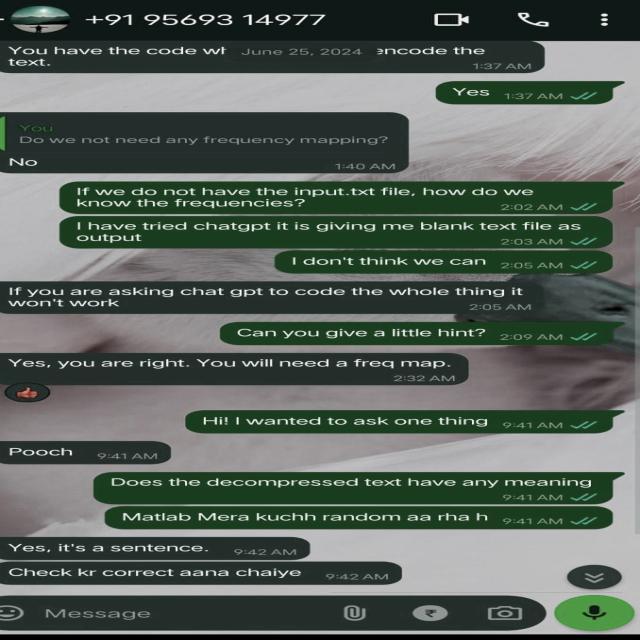 +91 95693 14977
You have the code wh
June 25, 2024
encode the
text.
1:37 AM
Yes 1:37 AM
You
Do we not need any frequency mapping?
No 1:40 AM
If we do not have the input.txt file, how do we
know the frequencies? 2:02 AM
I have tried chatgpt it is giving me blank text file as
output 2:03 AM
I don't think we can 2:05 AM
If you are asking chat gpt to code the whole thing it
won't work 2:05 AM
Can you give a little hint? 2:09 AM
Yes, you are right. You will need a freq map.
2:32 AM
Hi! I wanted to ask one thing 9:41 AM
Pooch 9:41 AM
Does the decompressed text have any meaning
9:41 AM
Matlab Mera kuchh random aa rha h 9:41 AM
Yes, it's a sentence. 9:42 AM
Check kr correct aana chaiye 9:42 AM
Message